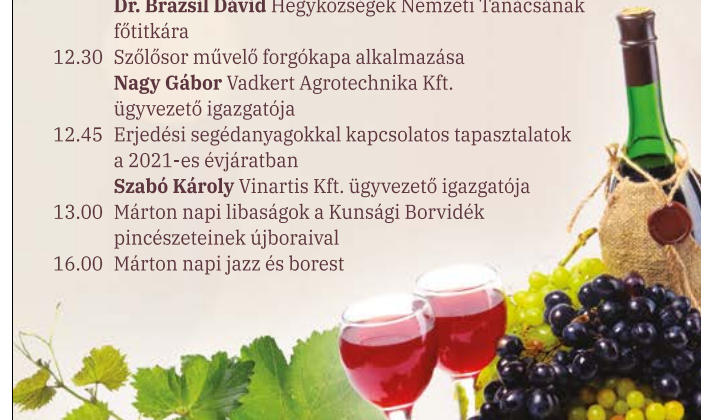 Dr. Brazsil Dávid Hegyközségek Nemzeti Tanácsának
főtitkára
12.30 Szőlősor művelő forgókapa alkalmazása
Nagy Gábor Vadkert Agrotechnika Kft.
ügyvezető igazgatója
12.45 Erjedési segédanyagokkal kapcsolatos tapasztalatok
a 2021-es évjáratban
Szabó Károly Vinartis Kft. ügyvezető igazgatója
13.00 Márton napi libaságok a Kunsági Borvidék
pincészeteinek újboraival
16.00 Márton napi jazz és borest